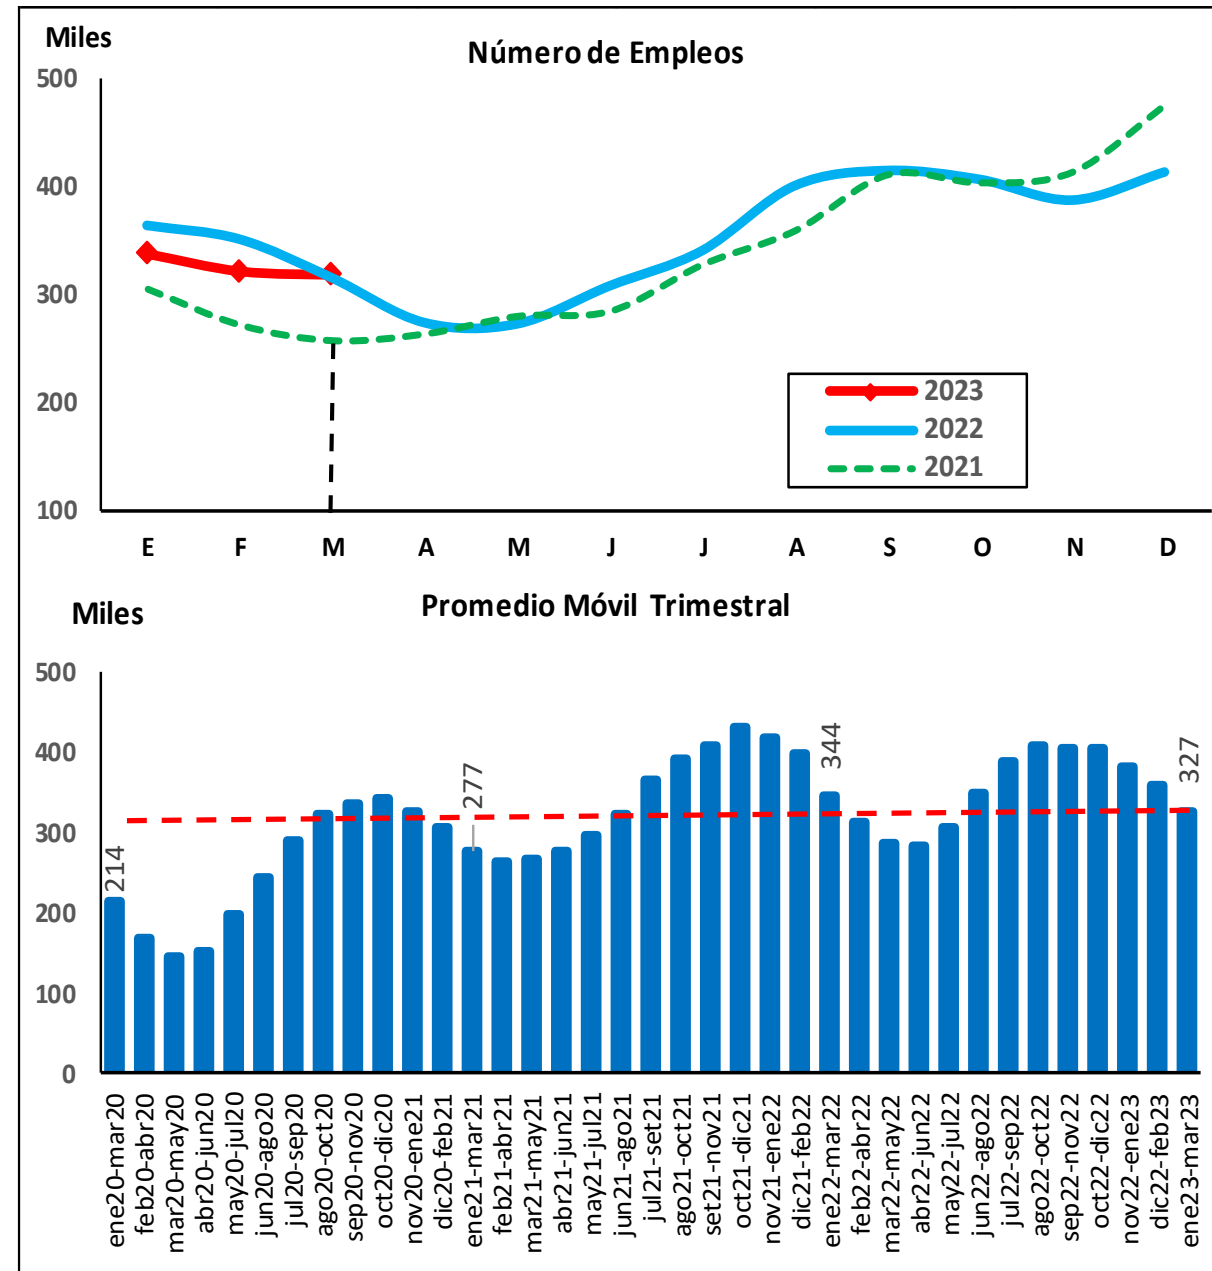 Miles
Número de Empleos
500
400
300
200
100
2023
2022
2021
E F M A M J J A S O N D
Miles
Promedio Móvil Trimestral
500
400
300
200
100
0
214
277
344
327
ene20-mar20
feb20-abr20
mar20-may20
abr20-jun20
may20-jul20
jun20-ago20
jul20-sep20
ago20-oct20
sep20-nov20
oct20-dic20
nov20-ene21
dic20-feb21
ene21-mar21
feb21-abr21
mar21-may21
abr21-jun21
may21-jul21
jun21-ago21
jul21-set21
ago21-oct21
set21-nov21
oct21-dic21
nov21-ene22
dic21-feb22
ene22-mar22
feb22-abr22
mar22-may22
abr22-jun22
may22-jul22
jun22-ago22
jul22-sep22
ago22-oct22
sep22-nov22
oct22-dic22
nov22-ene23
dic22-feb23
ene23-mar23